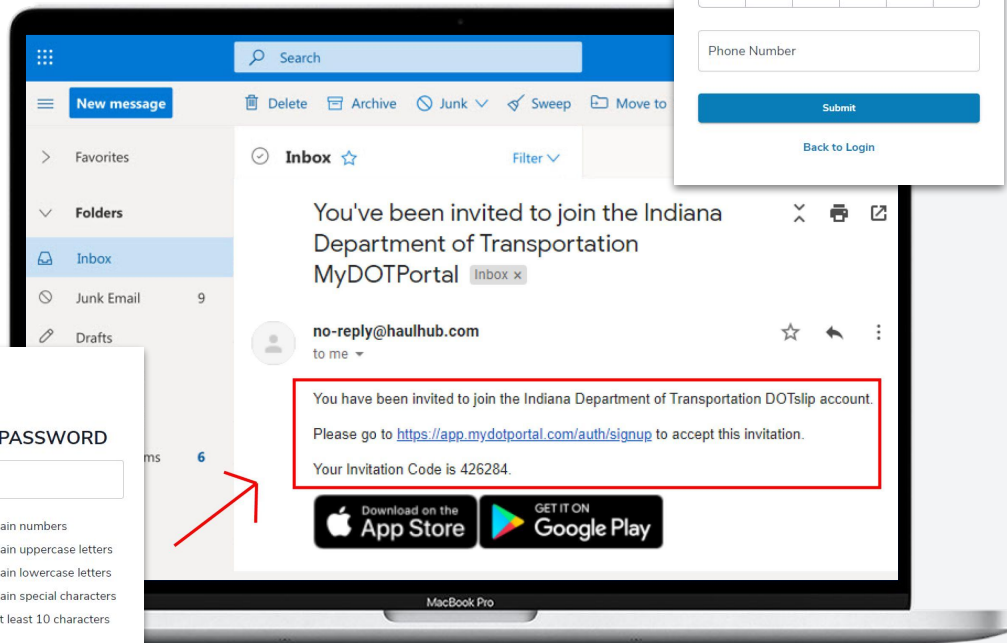 Phone Number
Submit
Back to Login
Search
New message
Delete
Archive
Junk
Sweep
Move to
Favorites
Inbox
Filter
Folders
Inbox
Junk Email 9
Drafts
6
You've been invited to join the Indiana
Department of Transportation
MyDOTPortal Inbox x
no-reply@haulhub.com
to me
You have been invited to join the Indiana Department of Transportation DOTslip account.
Please go to https://app.mydotportal.com/auth/signup to accept this invitation.
Your Invitation Code is 426284.
Download on the
App Store
GET IT ON
Google Play
PASSWORD
numbers
uppercase letters
lowercase letters
special characters
least 10 characters
MacBook Pro